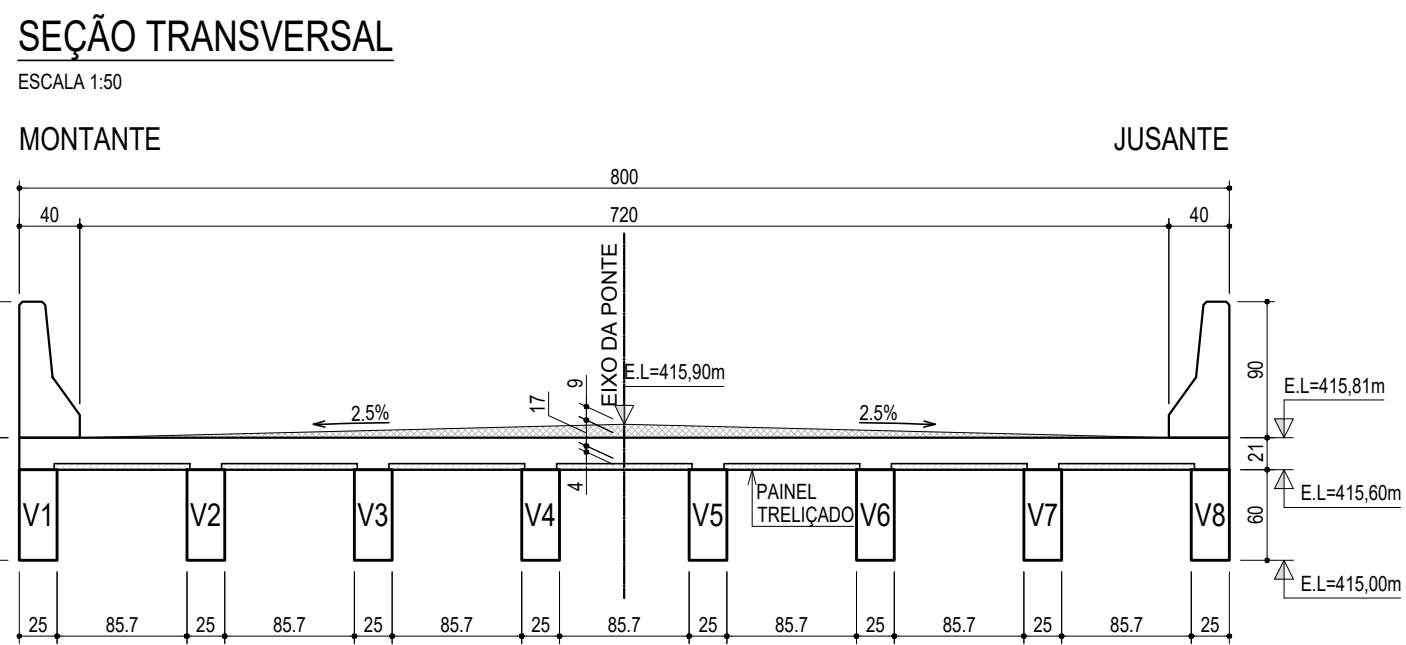 SEÇÃO TRANSVERSAL
ESCALA 1:50
MONTANTE
JUSANTE
800
40
720
40
EIXO DA PONTE
E.L=415,90m
9
17
4
2.5%
2.5%
90
E.L=415,81m
21
E.L=415,60m
60
E.L=415,00m
PAINEL
TRELIÇADO
V1
V2
V3
V4
V5
V6
V7
V8
25
85.7
25
85.7
25
85.7
25
85.7
25
85.7
25
85.7
25
85.7
25